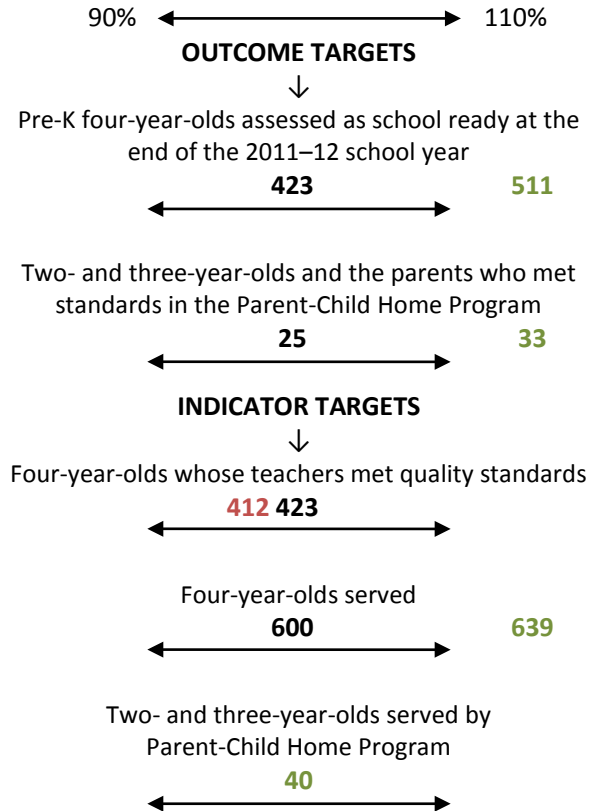 90% 110%
OUTCOME TARGETS
Pre-K four-year-olds assessed as school ready at the
end of the 2011–12 school year
423 511
Two- and three-year-olds and the parents who met
standards in the Parent-Child Home Program
25 33
INDICATOR TARGETS
Four-year-olds whose teachers met quality standards
412 423
Four-year-olds served
600 639
Two- and three-year-olds served by
Parent-Child Home Program
40